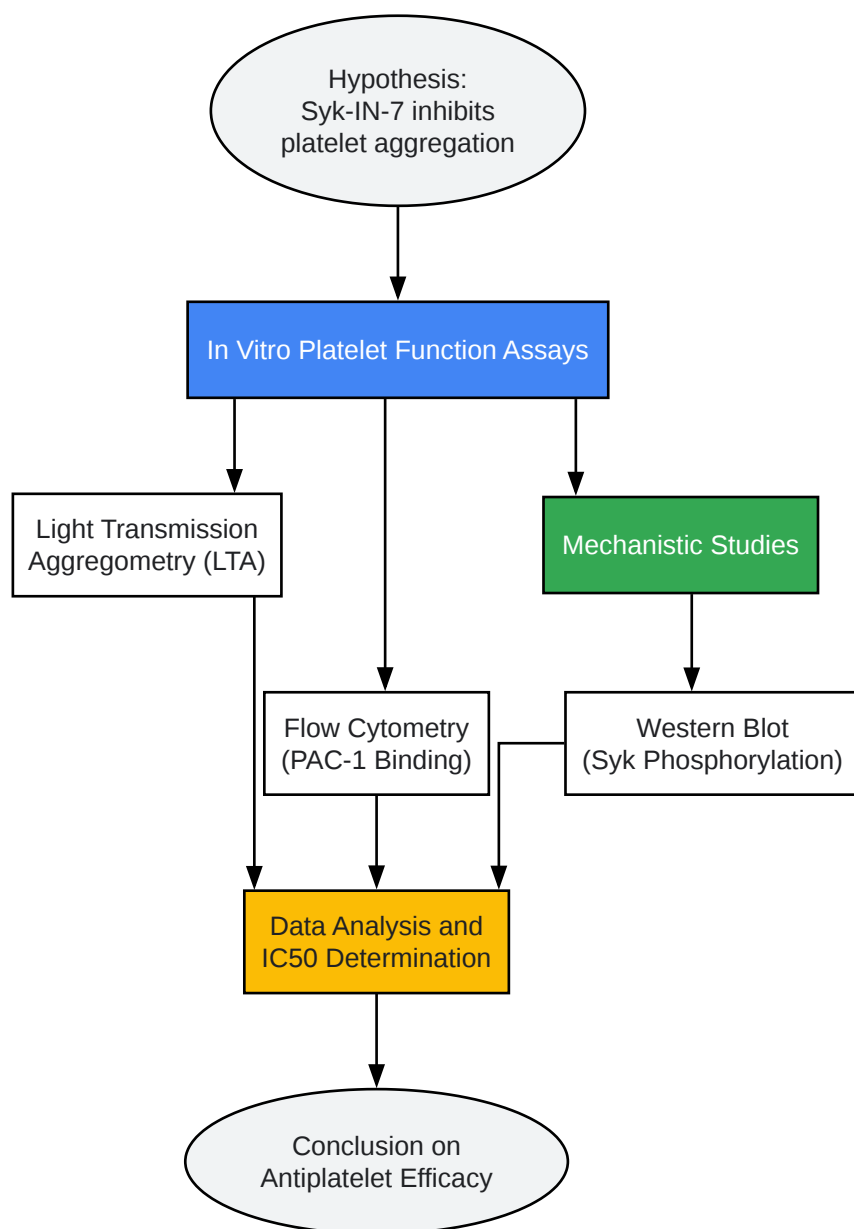 Hypothesis:
Syk-IN-7 inhibits
platelet aggregation
In Vitro Platelet Function Assays
Light Transmission
Aggregometry (LTA)
Mechanistic Studies
Flow Cytometry
(PAC-1 Binding)
Western Blot
(Syk Phosphorylation)
Data Analysis and
IC50 Determination
Conclusion on
Antiplatelet Efficacy